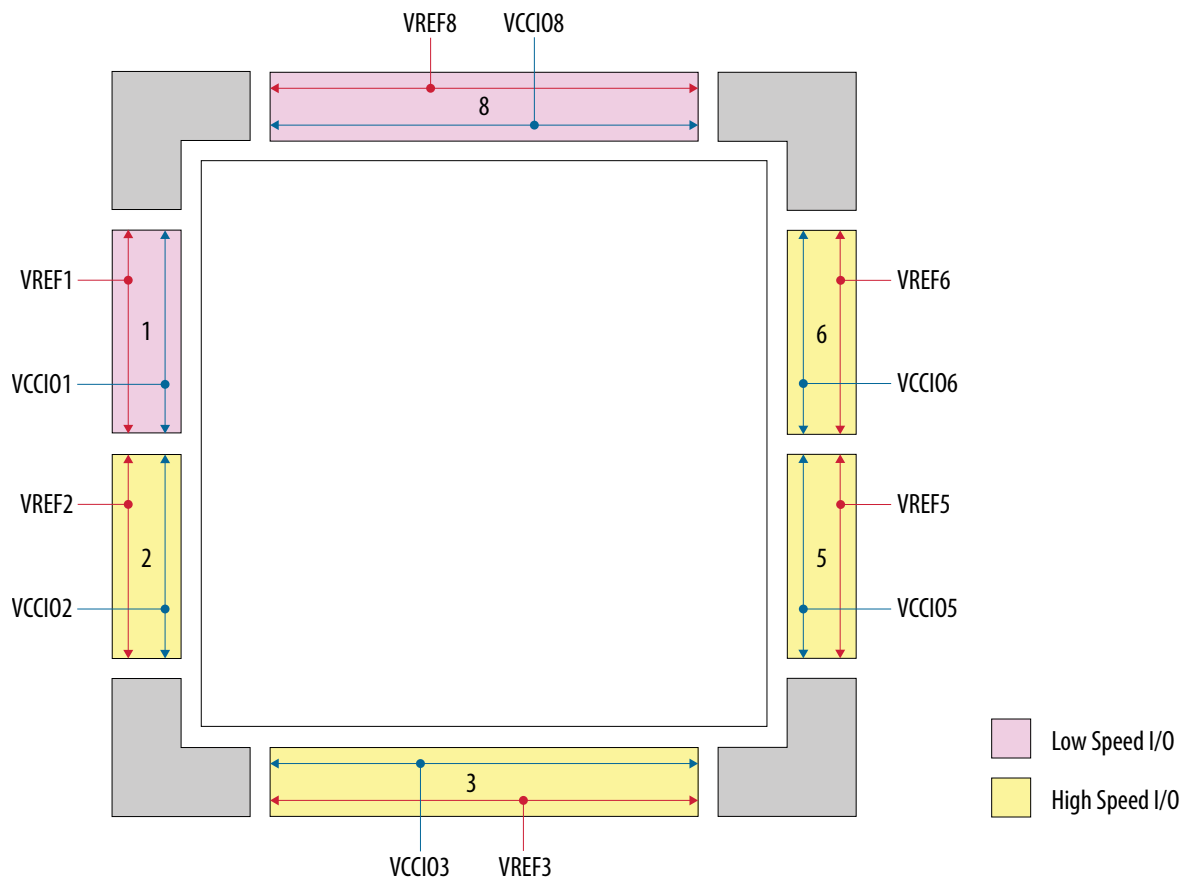 VREF8
VCCIO8
8
VREF1
1
VCCIO1
VREF6
6
VCCIO6
VREF2
2
VCCIO2
VREF5
5
VCCIO5
3
VCCIO3
VREF3
Low Speed I/O
High Speed I/O